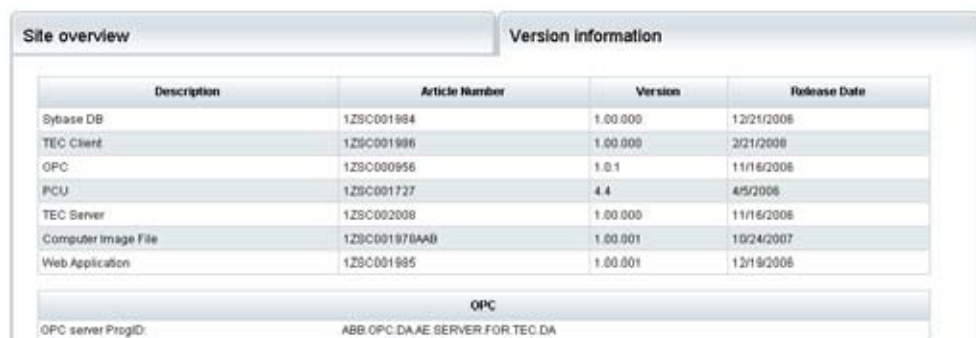 Site overview Version information
Description Article Number Version Release Date
Sybase DB 1ZSC001984 1.00.000 12/21/2006
TEC Client 1ZSC001986 1.00.000 2/21/2008
OPC 1ZSC000956 1.0.1 11/16/2006
PCU 1ZSC001727 4.4 4/5/2006
TEC Server 1ZSC002008 1.00.000 11/16/2006
Computer Image File 1ZSC001978AAB 1.00.001 10/24/2007
Web Application 1ZSC001985 1.00.001 12/19/2006
OPC
OPC server ProgID: ABB.OPC.DA.AE.SERVER.FOR.TEC.DA